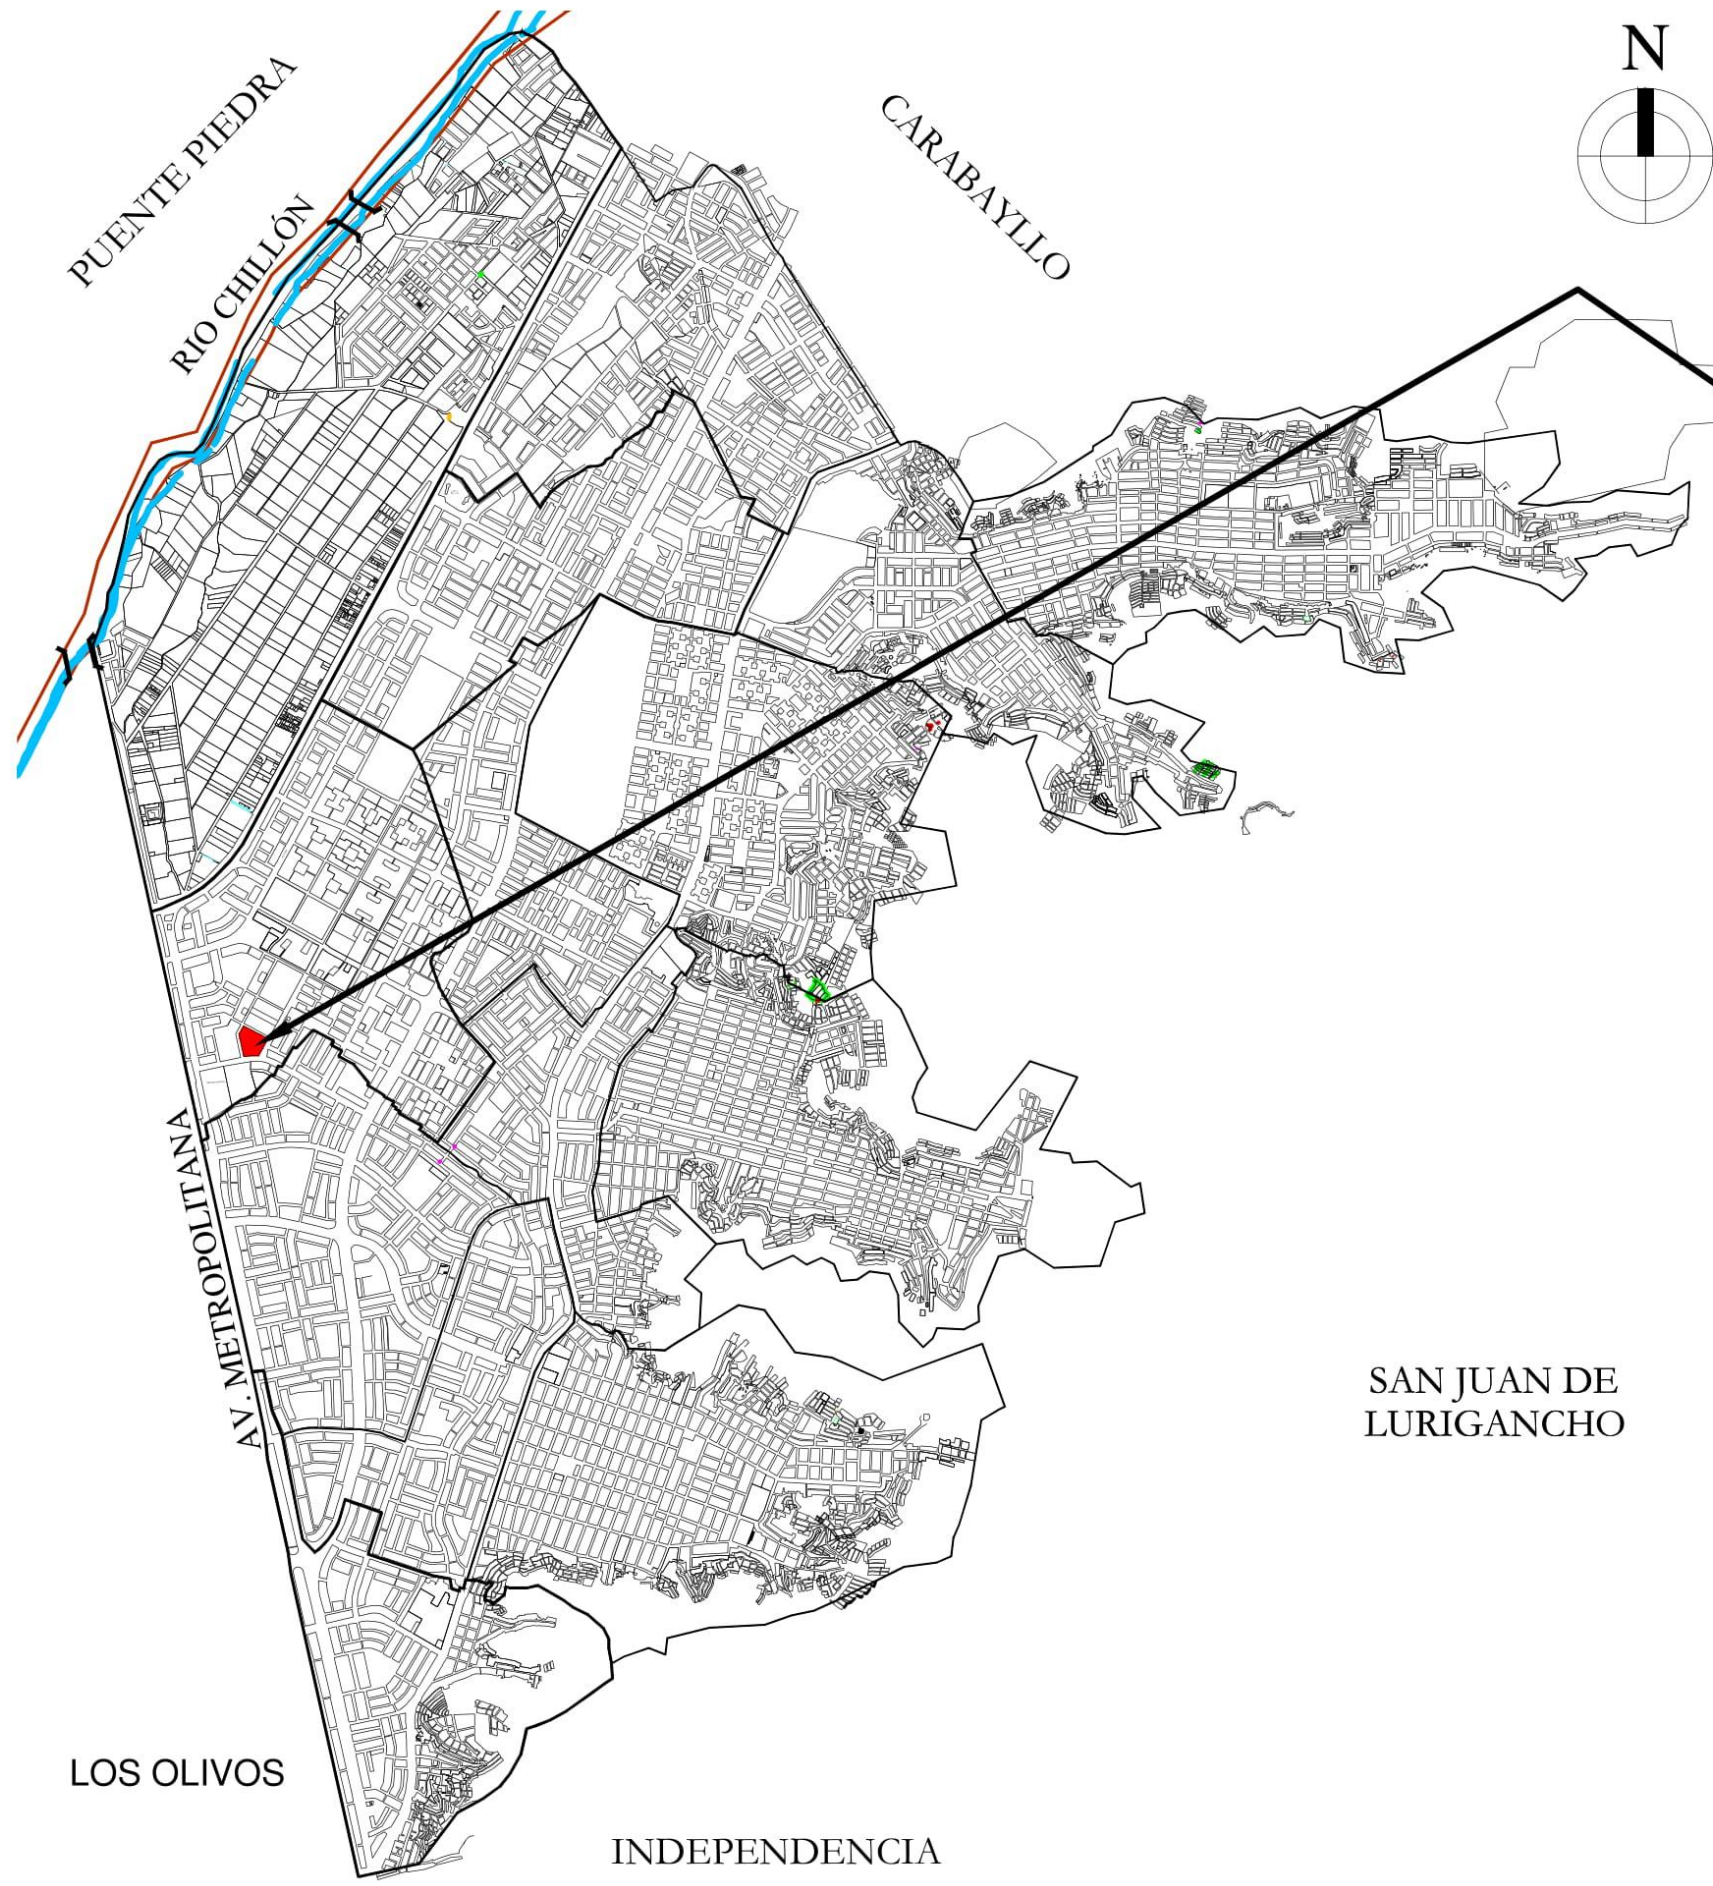 N
PUENTE PIEDRA
CARABAYLLO
RIO CHILLÓN
AV. METROPOLITANA
SAN JUAN DE
LURIGANCHO
LOS OLIVOS
INDEPENDENCIA